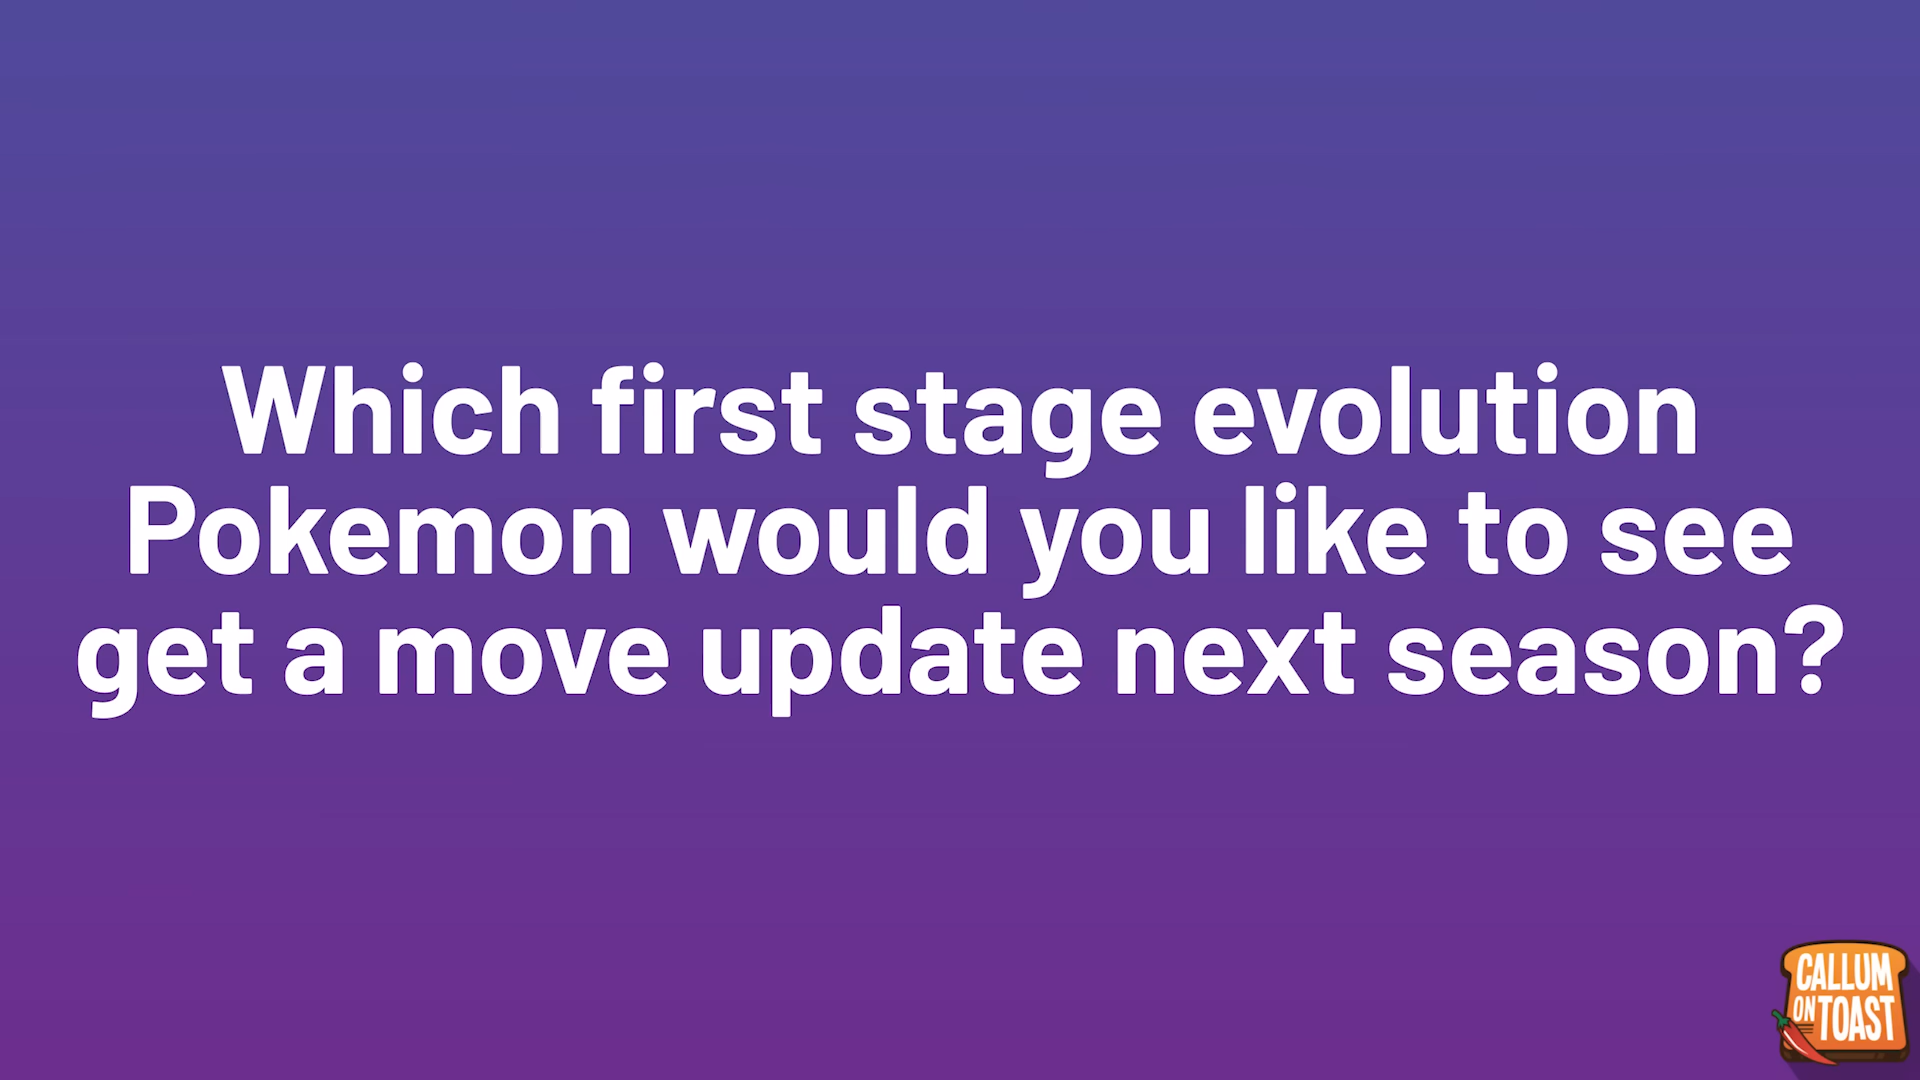 Which first stage evolution
Pokemon would you like to see
get a move update next season?
CALLUM
ON TOAST